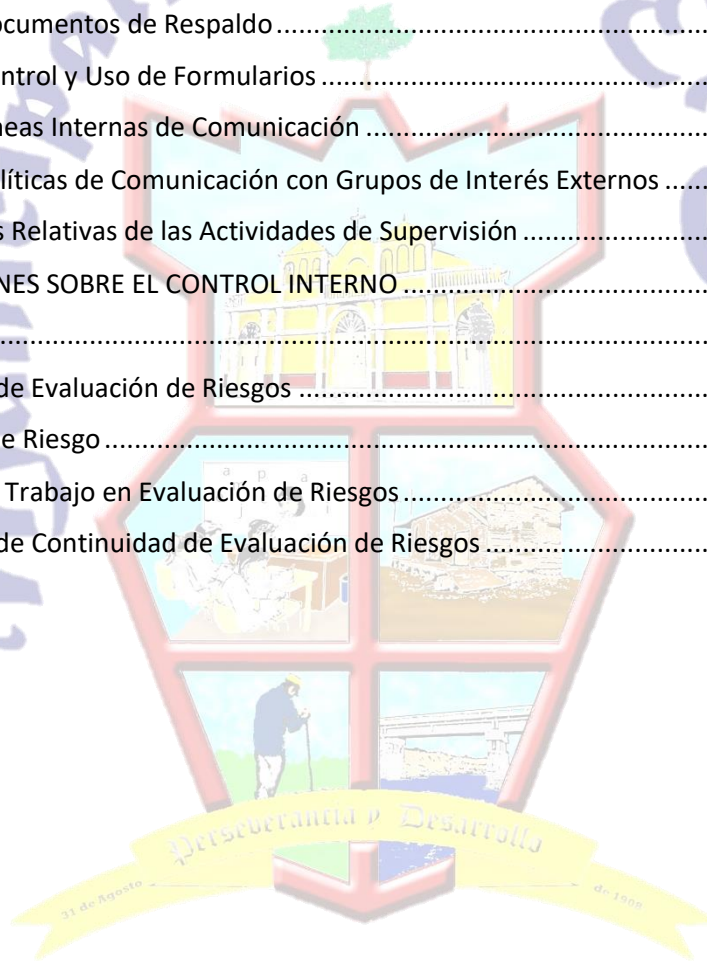 ocumentos de Respaldo........................................................................
ntrol y Uso de Formularios.................................................................
neas Internas de Comunicación..........................................................
líticas de Comunicación con Grupos de Interés Externos.......
s Relativas de las Actividades de Supervisión...............................
NES SOBRE EL CONTROL INTERNO..................................................
.....................................................................................................................
de Evaluación de Riesgos....................................................................
e Riesgo....................................................................................................
Trabajo en Evaluación de Riesgos....................................................
de Continuidad de Evaluación de Riesgos......................................
a p a
Perseverancia y Desarrollo
31 de Agosto de 1908